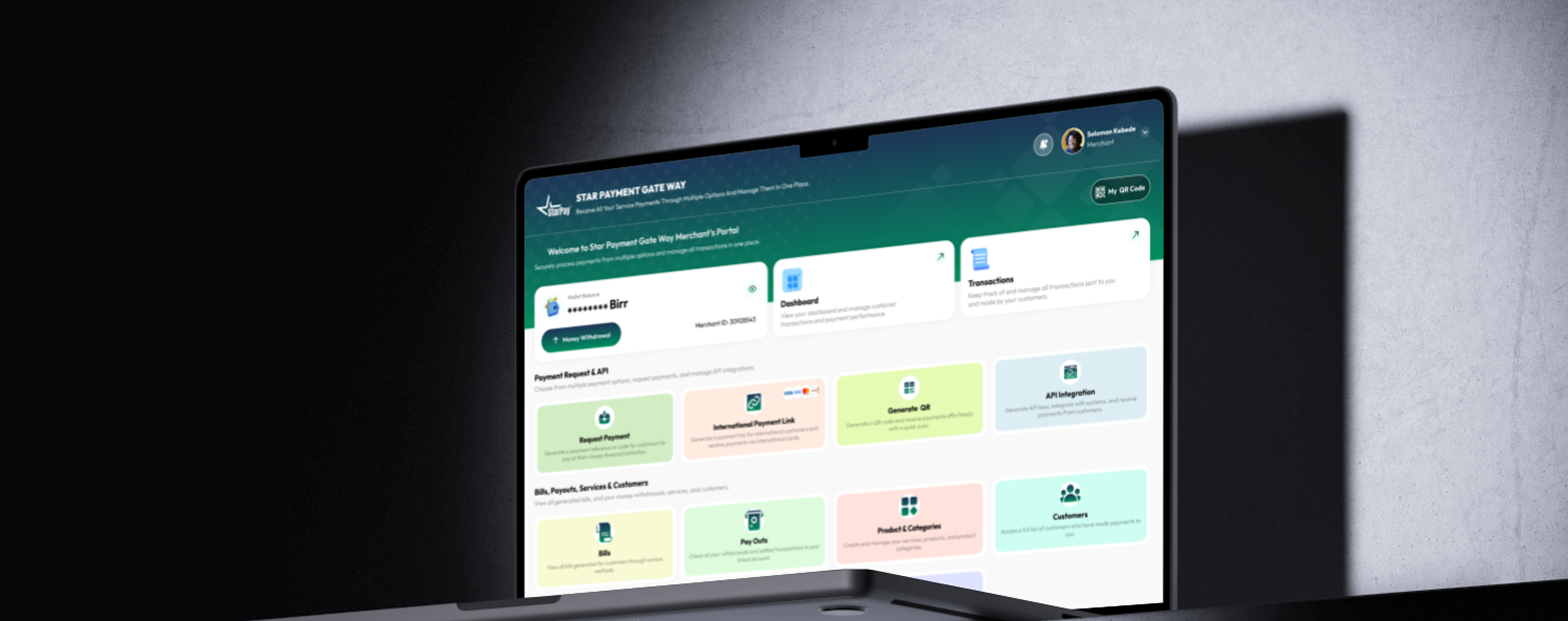 StarPay
STAR PAYMENT GATE WAY
Receive All Your Service Payments Through Multiple Options And Manage Them In One Place.
Solomon Kebede
Merchant
My QR Code
Welcome to Star Payment Gate Way Merchant's Portal
Securely process payments from multiple options and manage all transactions in one place.
Wallet Balance
******** Birr
Money Withdrawal
Merchant ID: 30928543
Dashboard
View your dashboard and manage customer
transactions and payment performance
Transactions
Keep track of and manage all transactions sent to you
and made by your customers.
Payment Request & API
Choose from multiple payment options, request payments, and manage API integrations.
Request Payment
Generate a payment reference or code for customers to
pay at their chosen financial institution.
VISA
International Payment Link
Generate a payment link for international customers and
receive payments via international cards.
Generate QR
Generate a QR code and receive payments effortlessly
with a quick scan.
API Integration
Generate API keys, integrate with systems, and receive
payments from customers.
Bills, Payouts, Services & Customers
View all generated bills, and your money withdrawals, services, and customers.
Bills
View all bills generated for customers through various
methods.
Pay Outs
Check all your withdrawals and settled transactions in your
linked account.
Product & Categories
Create and manage your services, products, and product
categories.
Customers
Access a full list of customers who have made payments to
you.